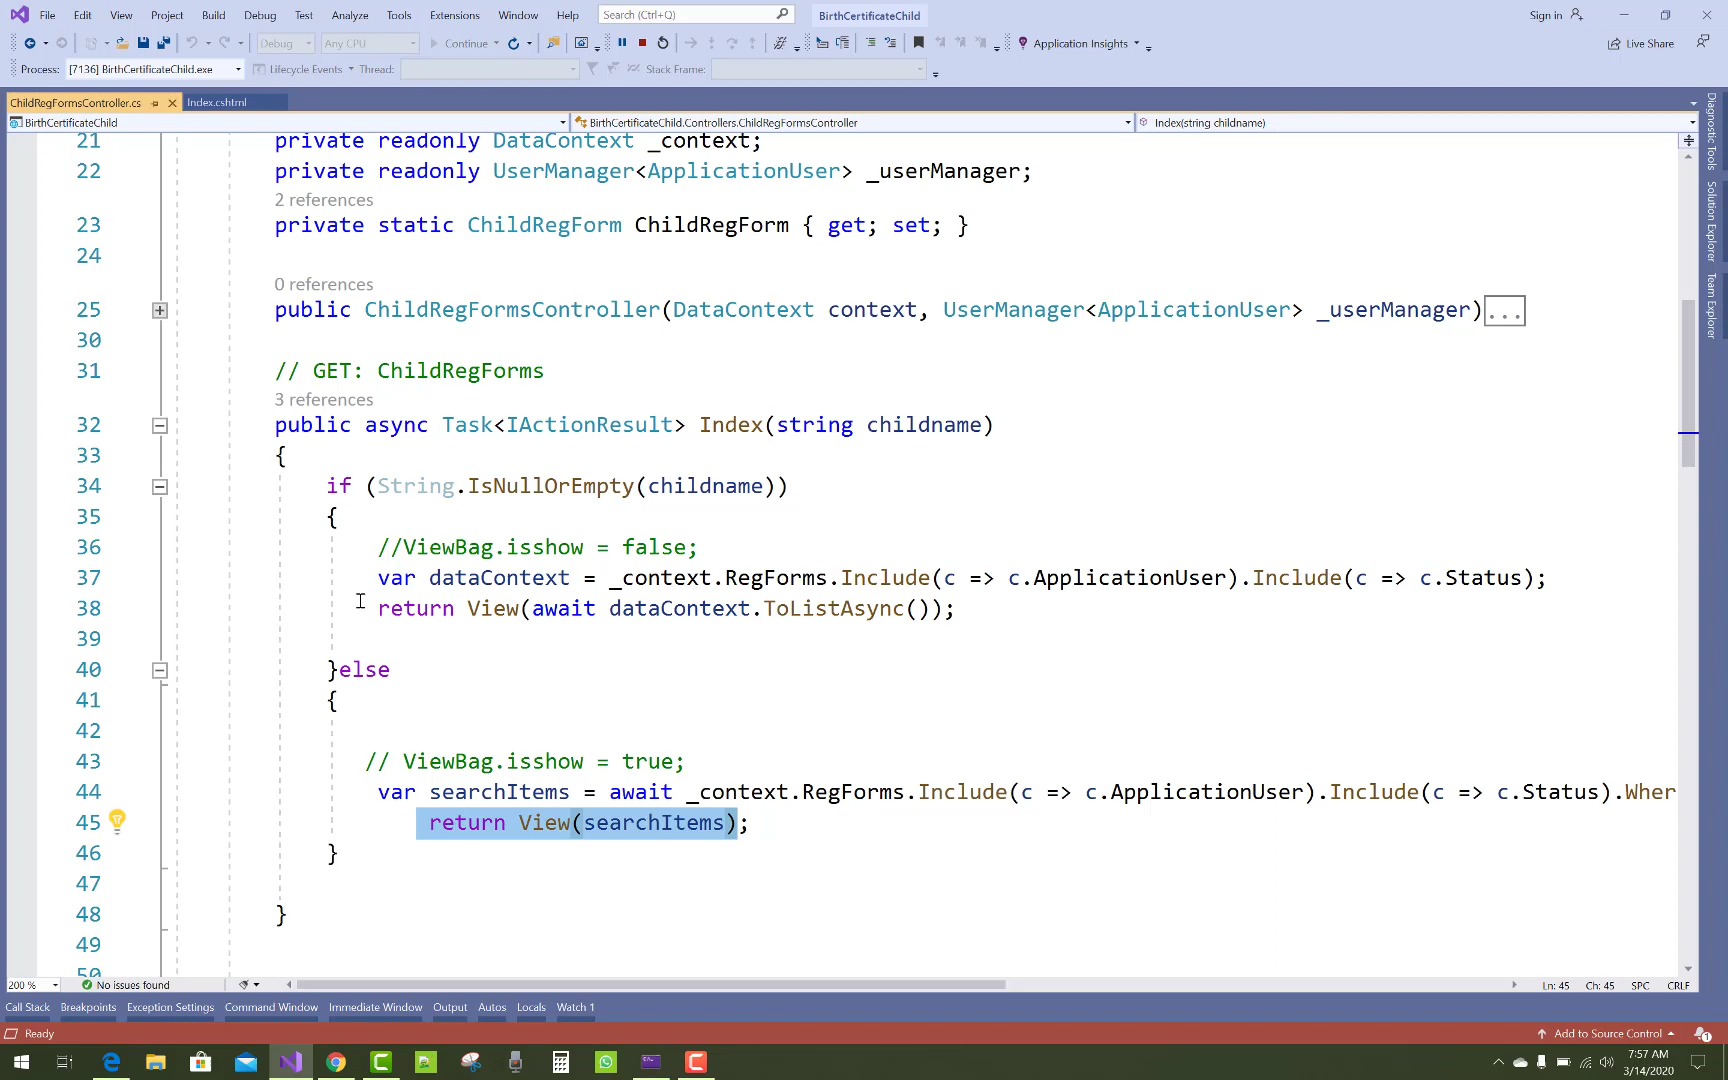 File Edit View Project Build Debug Test Analyze Tools Extensions Window Help Search (Ctrl+Q) BirthCertificateChild Sign in
Debug Any CPU Continue Application Insights Live Share
Process: [7136] BirthCertificateChild.exe Lifecycle Events Thread: Stack Frame:
ChildRegFormsController.cs Index.cshtml
BirthCertificateChild BirthCertificateChild.Controllers.ChildRegFormsController Index(string childname)
21 private readonly DataContext _context;
22 private readonly UserManager<ApplicationUser> _userManager;
2 references
23 private static ChildRegForm ChildRegForm { get; set; }
24
0 references
25 public ChildRegFormsController(DataContext context, UserManager<ApplicationUser> _userManager)...
30
31 // GET: ChildRegForms
3 references
32 public async Task<IActionResult> Index(string childname)
33 {
34 if (String.IsNullOrEmpty(childname))
35 {
36 //ViewBag.isshow = false;
37 var dataContext = _context.RegForms.Include(c => c.ApplicationUser).Include(c => c.Status);
38 return View(await dataContext.ToListAsync());
39
40 }else
41 {
42
43 // ViewBag.isshow = true;
44 var searchItems = await _context.RegForms.Include(c => c.ApplicationUser).Include(c => c.Status).Wher
45 return View(searchItems);
46 }
47
48 }
49
50
Diagnostic Tools
Solution Explorer
Team Explorer
200 % No issues found Ln: 45 Ch: 45 SPC CRLF
Call Stack Breakpoints Exception Settings Command Window Immediate Window Output Autos Locals Watch 1
Ready Add to Source Control 1
7:57 AM
3/14/2020